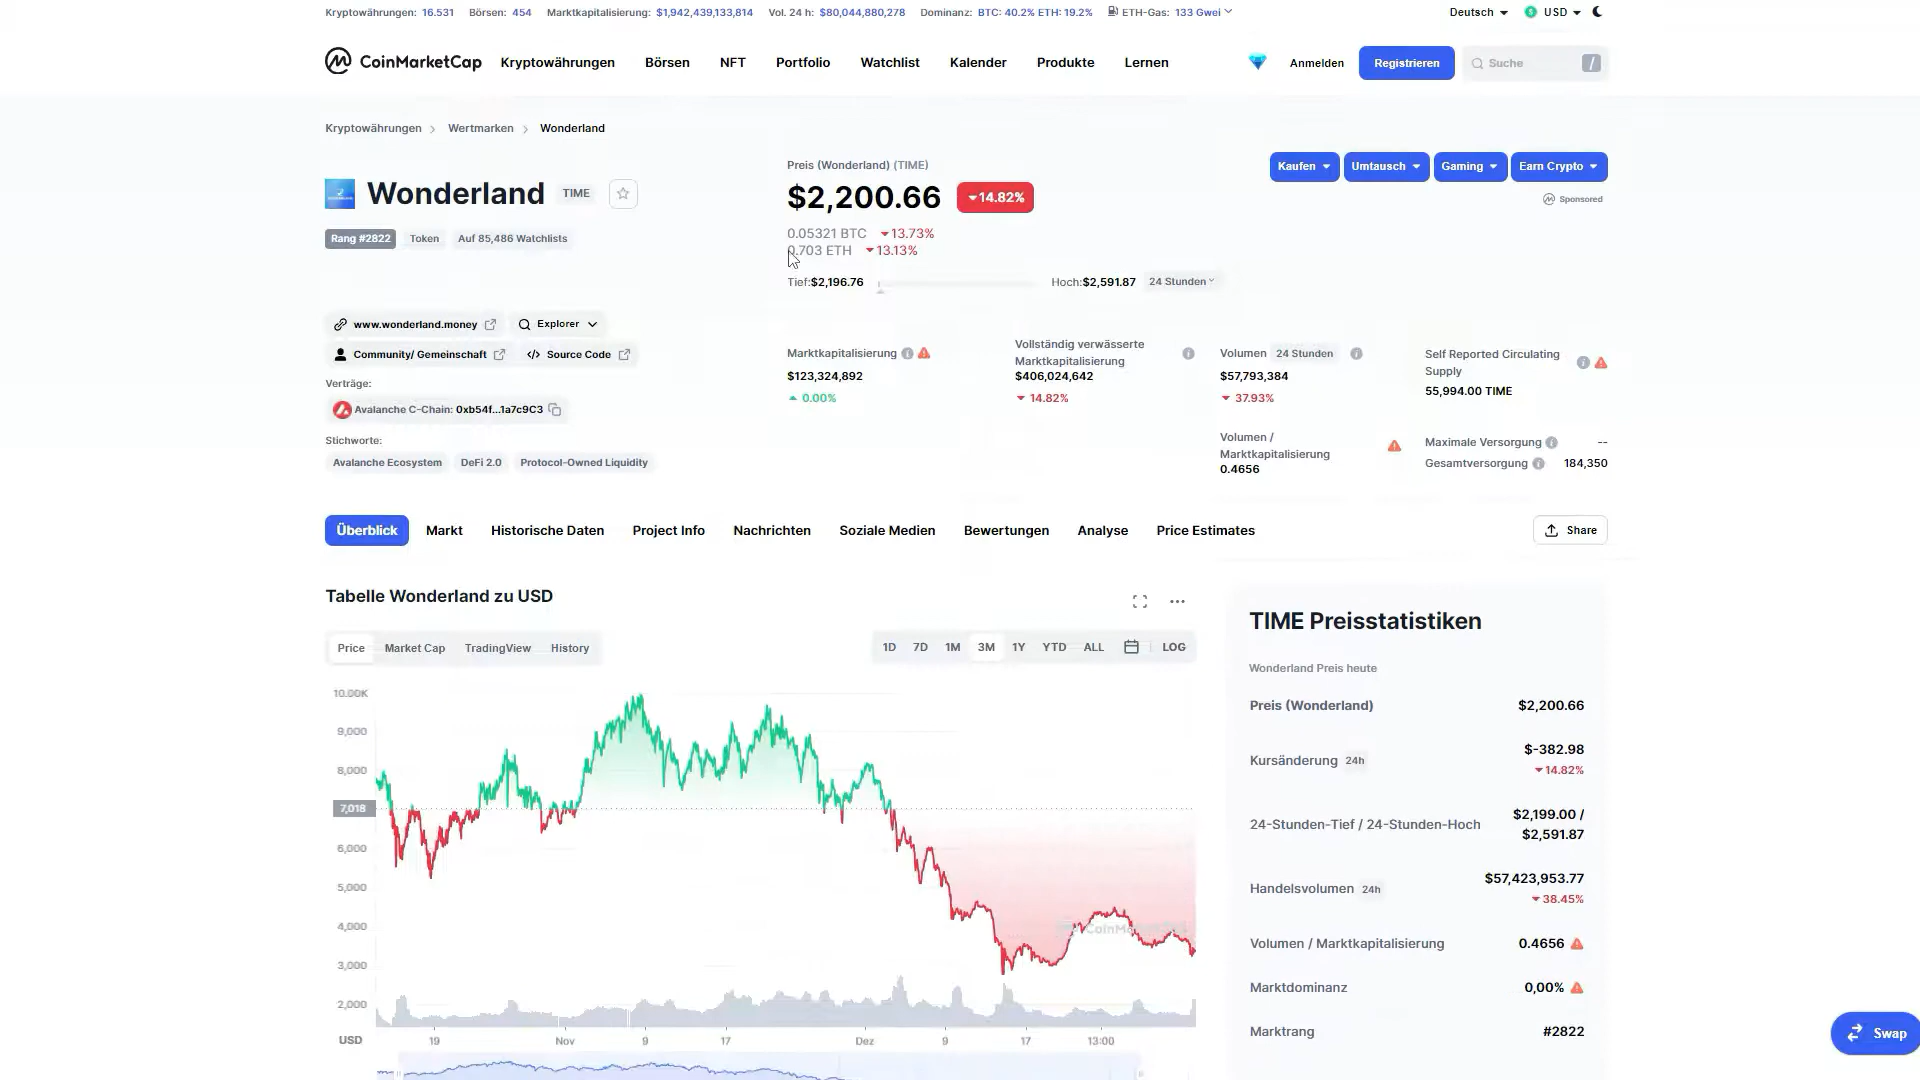 Kryptowährungen: 16.531 Börsen: 454 Marktkapitalisierung: $1,942,439,133,814 Vol. 24 h: $80,044,880,278 Dominanz: BTC: 40.2% ETH: 19.2% ETH-Gas: 133 Gwei
Deutsch USD
CoinMarketCap Kryptowährungen Börsen NFT Portfolio Watchlist Kalender Produkte Lernen Anmelden Registrieren Suche /
Kryptowährungen Wertmarken Wonderland
Wonderland TIME
Rang #2822 Token Auf 85,486 Watchlists
Preis (Wonderland) (TIME)
$2,200.66 14.82%
0.05321 BTC 13.73%
0.703 ETH 13.13%
Tief:$2,196.76 Hoch:$2,591.87 24 Stunden
Kaufen Umtausch Gaming Earn Crypto
Sponsored
www.wonderland.money Explorer
Community/ Gemeinschaft Source Code
Verträge:
Avalanche C-Chain: 0xb54f...1a7c9C3
Stichworte:
Avalanche Ecosystem DeFi 2.0 Protocol-Owned Liquidity
Marktkapitalisierung
$123,324,892
0.00%
Vollständig verwässerte
Marktkapitalisierung
$406,024,642
14.82%
Volumen 24 Stunden
$57,793,384
37.93%
Volumen /
Marktkapitalisierung
0.4656
Self Reported Circulating
Supply
55,994.00 TIME
Maximale Versorgung --
Gesamtversorgung 184,350
Überblick Markt Historische Daten Project Info Nachrichten Soziale Medien Bewertungen Analyse Price Estimates Share
Tabelle Wonderland zu USD
Price Market Cap TradingView History 1D 7D 1M 3M 1Y YTD ALL LOG
10.00K
9,000
8,000
7,018
6,000
5,000
4,000
3,000
2,000
CoinMarketCap
USD 19 Nov 9 17 Dez 9 17 13:00
TIME Preisstatistiken
Wonderland Preis heute
Preis (Wonderland) $2,200.66
Kursänderung 24h $-382.98
14.82%
24-Stunden-Tief / 24-Stunden-Hoch $2,199.00 /
$2,591.87
Handelsvolumen 24h $57,423,953.77
38.45%
Volumen / Marktkapitalisierung 0.4656
Marktdominanz 0,00%
Marktrang #2822
Swap